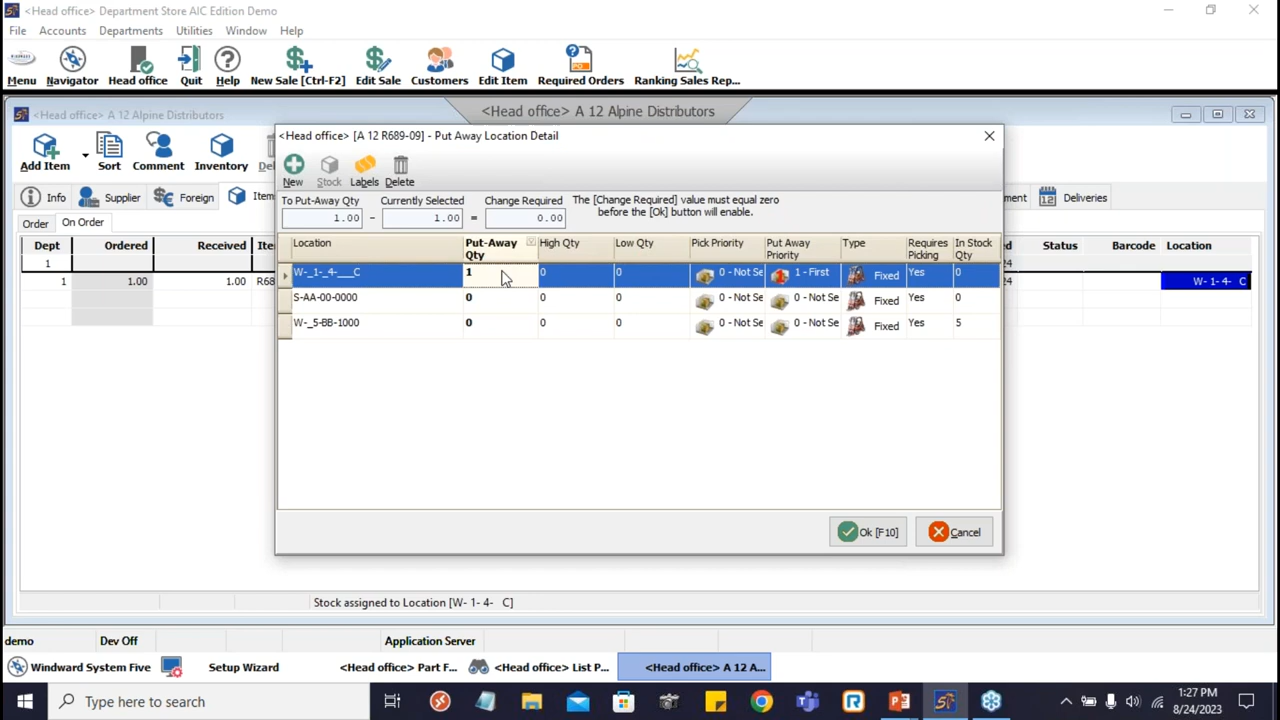 <Head office> Department Store AIC Edition Demo
File Accounts Departments Utilities Window Help
Menu Navigator Head office Quit Help New Sale [Ctrl-F2] Edit Sale Customers Edit Item Required Orders Ranking Sales Rep...
<Head office> A 12 Alpine Distributors
<Head office> A 12 Alpine Distributors
Add Item Sort Comment Inventory
Info Supplier Foreign
Deliveries
Order On Order
Dept Ordered Received Status Barcode Location
1
1 1.00 1.00 W- 1- 4- C
<Head office> [A 12 R689-09] - Put Away Location Detail
New Stock Labels Delete
To Put-Away Qty Currently Selected Change Required The [Change Required] value must equal zero
before the [Ok] button will enable.
1.00 - 1.00 = 0.00
Location Put-Away Qty High Qty Low Qty Pick Priority Put Away Priority Type Requires Picking In Stock Qty
W-_1-_4-___C 1 0 0 0 - Not Se 1 - First Fixed Yes 0
S-AA-00-0000 0 0 0 0 - Not Se 0 - Not Se Fixed Yes 0
W-_5-BB-1000 0 0 0 0 - Not Se 0 - Not Se Fixed Yes 5
Ok [F10] Cancel
Stock assigned to Location [W- 1- 4- C]
demo Dev Off Application Server
Windward System Five Setup Wizard <Head office> Part F... <Head office> List P... <Head office> A 12 A...
Type here to search
1:27 PM
8/24/2023